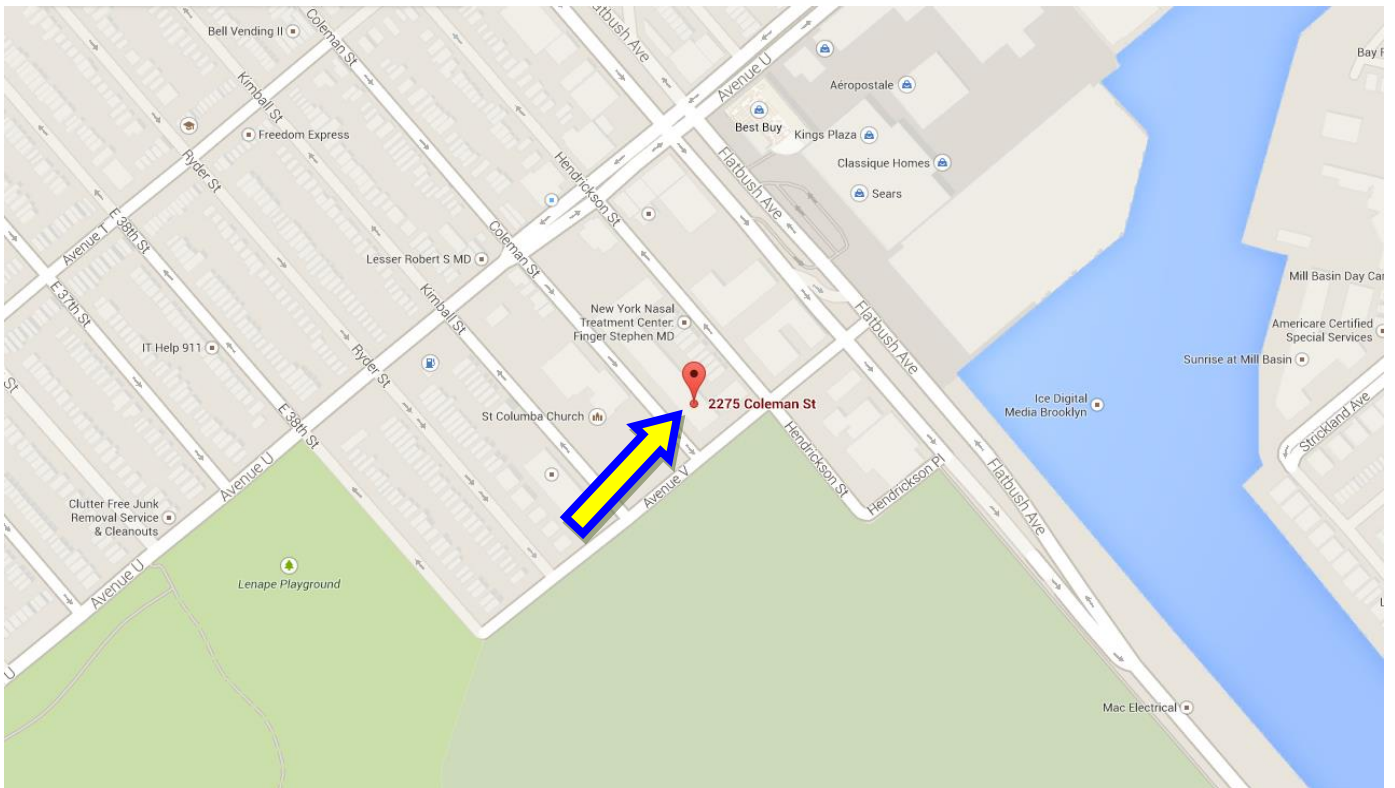 Bell Vending II
Coleman St
Flatbush Ave
Avenue U
Aéropostale
Best Buy
Kings Plaza
Classique Homes
Sears
Kimball St
Freedom Express
Ryder St
Hendrickson St
Flatbush Ave
E 38th St
Avenue T
Lesser Robert S MD
Coleman St
E 37th St
Kimball St
New York Nasal
Treatment Center:
Finger Stephen MD
Flatbush Ave
Mill Basin Day Car
Americare Certified
Special Services
Sunrise at Mill Basin
IT Help 911
Ryder St
St
2275 Coleman St
St Columba Church
Ice Digital
Media Brooklyn
Strickland Ave
E 38th St
Avenue U
Avenue V
Hendrickson St
Hendrickson Pl
Flatbush Ave
Clutter Free Junk
Removal Service
& Cleanouts
Avenue U
Lenape Playground
U
Mac Electrical